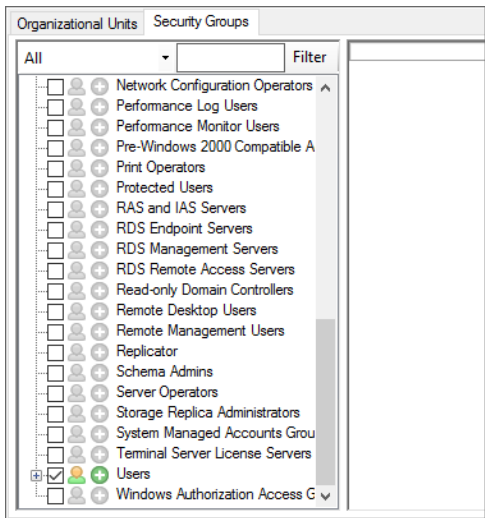 Organizational Units Security Groups
All Filter
Network Configuration Operators
Performance Log Users
Performance Monitor Users
Pre-Windows 2000 Compatible A
Print Operators
Protected Users
RAS and IAS Servers
RDS Endpoint Servers
RDS Management Servers
RDS Remote Access Servers
Read-only Domain Controllers
Remote Desktop Users
Remote Management Users
Replicator
Schema Admins
Server Operators
Storage Replica Administrators
System Managed Accounts Grou
Terminal Server License Servers
Users
Windows Authorization Access G